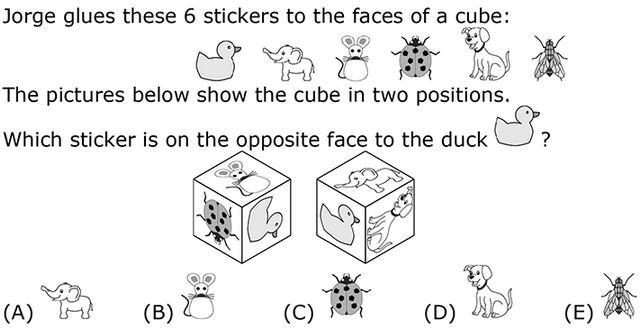 Jorge glues these 6 stickers to the faces of a cube:
The pictures below show the cube in two positions.
Which sticker is on the opposite face to the duck ?
(A) (B) (C) (D) (E)